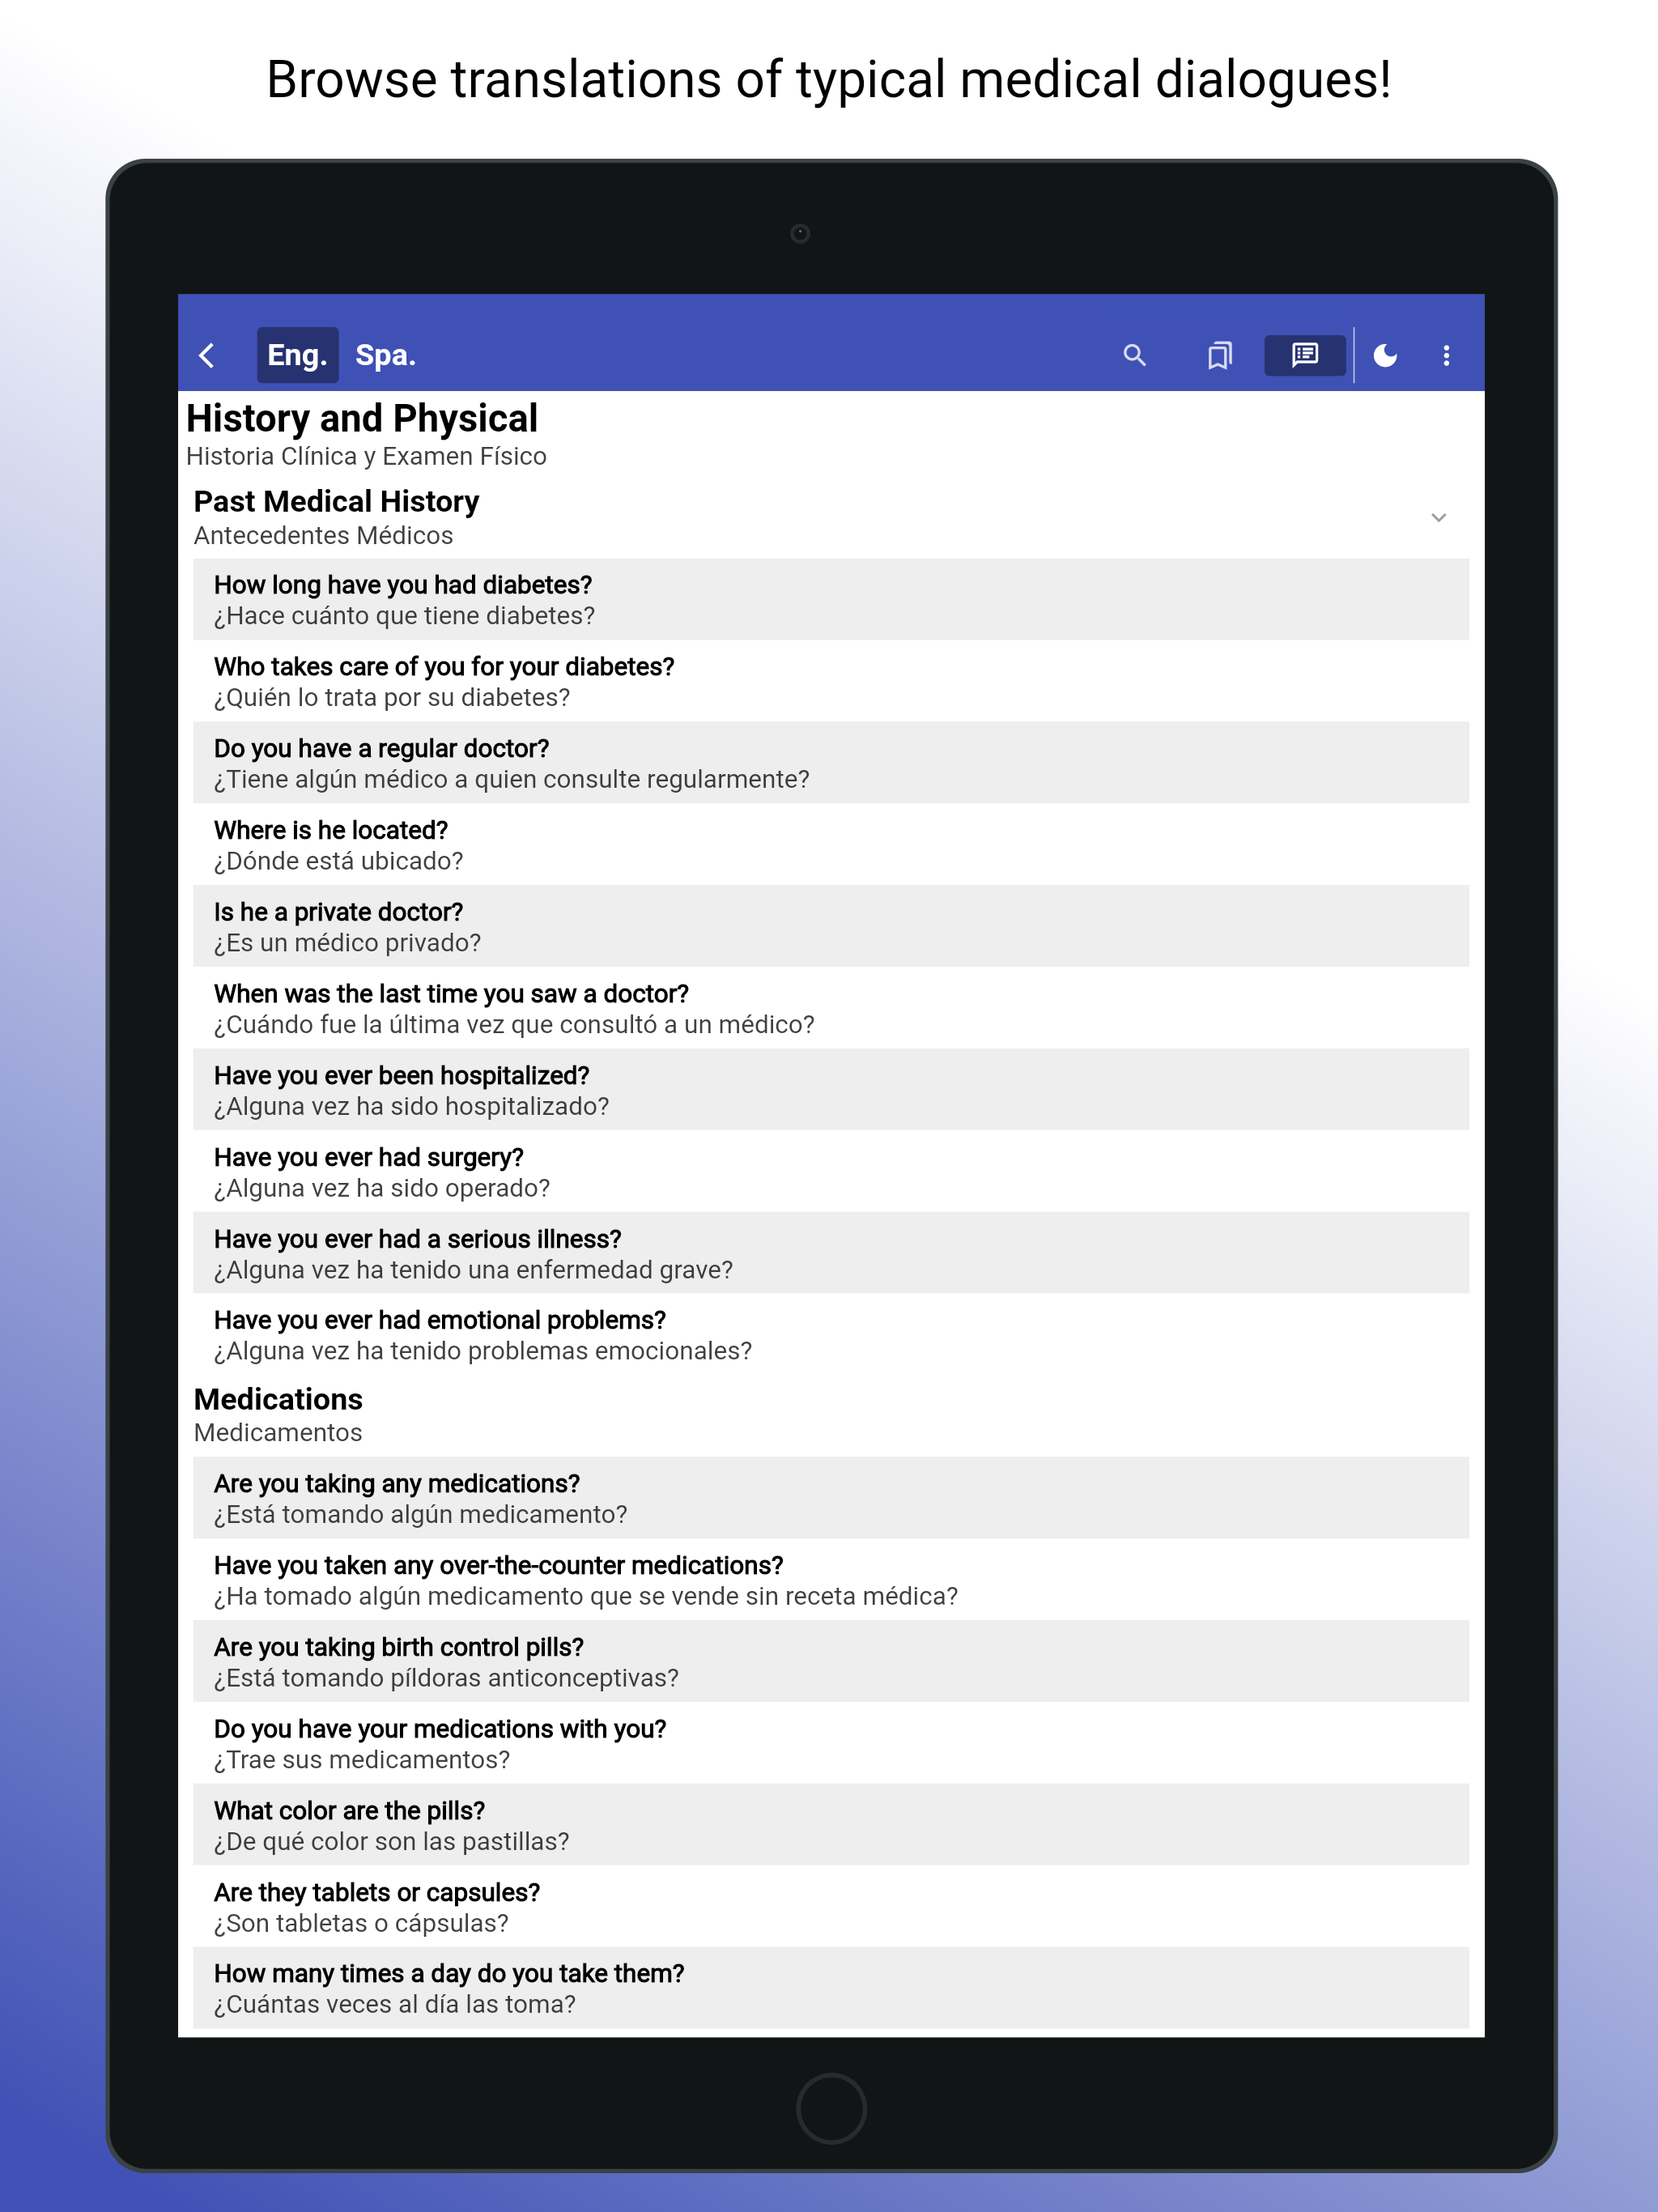 Browse translations of typical medical dialogues!
Eng. Spa.
History and Physical
Historia Clínica y Examen Físico
Past Medical History
Antecedentes Médicos
How long have you had diabetes?
¿Hace cuánto que tiene diabetes?
Who takes care of you for your diabetes?
¿Quién lo trata por su diabetes?
Do you have a regular doctor?
¿Tiene algún médico a quien consulte regularmente?
Where is he located?
¿Dónde está ubicado?
Is he a private doctor?
¿Es un médico privado?
When was the last time you saw a doctor?
¿Cuándo fue la última vez que consultó a un médico?
Have you ever been hospitalized?
¿Alguna vez ha sido hospitalizado?
Have you ever had surgery?
¿Alguna vez ha sido operado?
Have you ever had a serious illness?
¿Alguna vez ha tenido una enfermedad grave?
Have you ever had emotional problems?
¿Alguna vez ha tenido problemas emocionales?
Medications
Medicamentos
Are you taking any medications?
¿Está tomando algún medicamento?
Have you taken any over-the-counter medications?
¿Ha tomado algún medicamento que se vende sin receta médica?
Are you taking birth control pills?
¿Está tomando píldoras anticonceptivas?
Do you have your medications with you?
¿Trae sus medicamentos?
What color are the pills?
¿De qué color son las pastillas?
Are they tablets or capsules?
¿Son tabletas o cápsulas?
How many times a day do you take them?
¿Cuántas veces al día las toma?